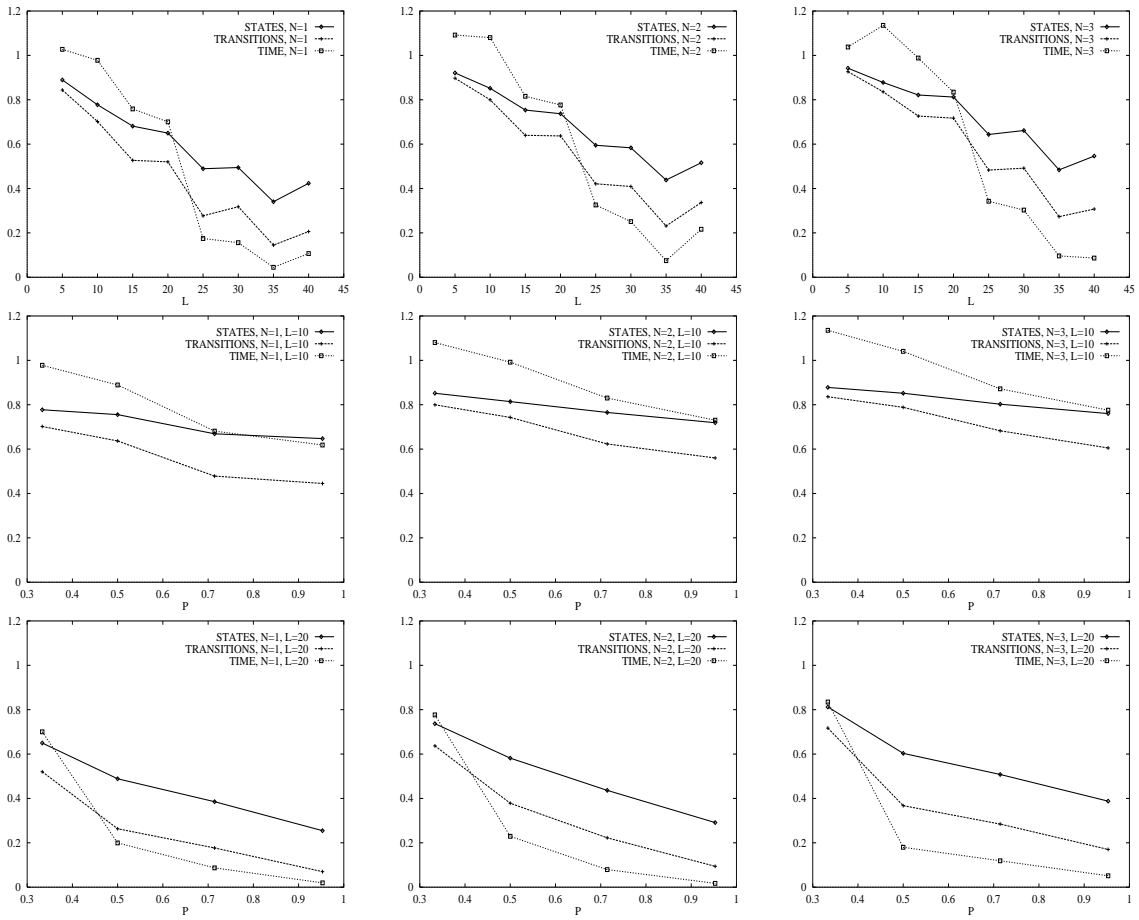 1.2
1
0.8
0.6
0.4
0.2
0
0 5 10 15 20 25 30 35 40 45
L
STATES, N=1
TRANSITIONS, N=1
TIME, N=1
1.2
1
0.8
0.6
0.4
0.2
0
0 5 10 15 20 25 30 35 40 45
L
STATES, N=2
TRANSITIONS, N=2
TIME, N=2
1.2
1
0.8
0.6
0.4
0.2
0
0 5 10 15 20 25 30 35 40 45
L
STATES, N=3
TRANSITIONS, N=3
TIME, N=3
1.2
1
0.8
0.6
0.4
0.2
0
0.3 0.4 0.5 0.6 0.7 0.8 0.9 1
P
STATES, N=1, L=10
TRANSITIONS, N=1, L=10
TIME, N=1, L=10
1.2
1
0.8
0.6
0.4
0.2
0
0.3 0.4 0.5 0.6 0.7 0.8 0.9 1
P
STATES, N=2, L=10
TRANSITIONS, N=2, L=10
TIME, N=2, L=10
1.2
1
0.8
0.6
0.4
0.2
0
0.3 0.4 0.5 0.6 0.7 0.8 0.9 1
P
STATES, N=3, L=10
TRANSITIONS, N=3, L=10
TIME, N=3, L=10
1.2
1
0.8
0.6
0.4
0.2
0
0.3 0.4 0.5 0.6 0.7 0.8 0.9 1
P
STATES, N=1, L=20
TRANSITIONS, N=1, L=20
TIME, N=1, L=20
1.2
1
0.8
0.6
0.4
0.2
0
0.3 0.4 0.5 0.6 0.7 0.8 0.9 1
P
STATES, N=2, L=20
TRANSITIONS, N=2, L=20
TIME, N=2, L=20
1.2
1
0.8
0.6
0.4
0.2
0
0.3 0.4 0.5 0.6 0.7 0.8 0.9 1
P
STATES, N=3, L=20
TRANSITIONS, N=3, L=20
TIME, N=3, L=20